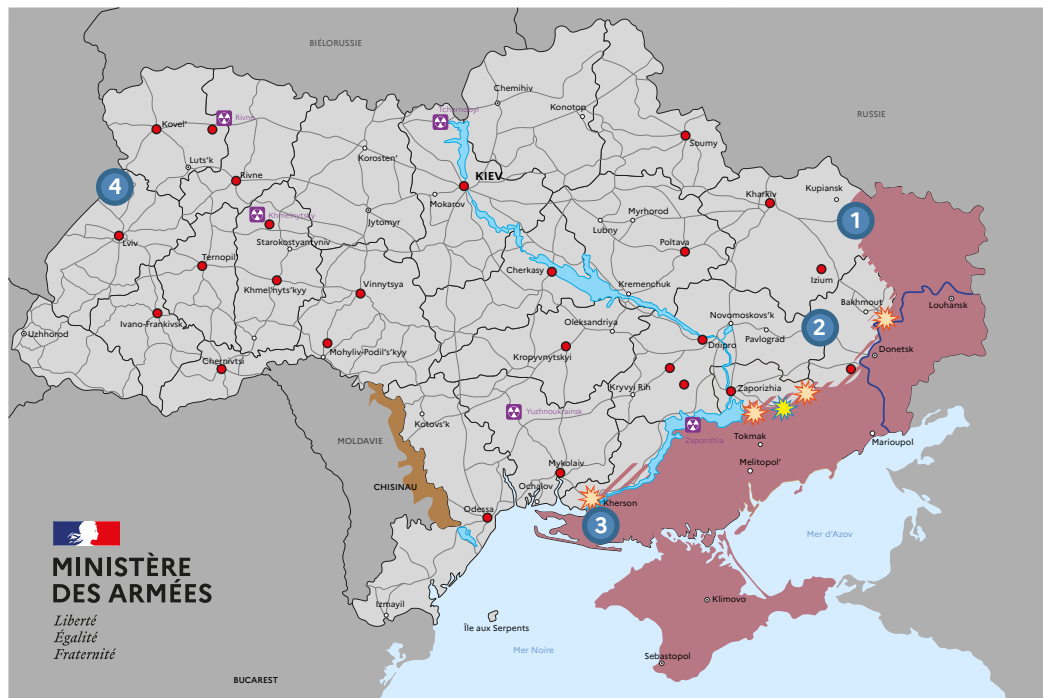 BIÉLORUSSIE
RUSSIE
Chemihiv
Tchernobyl
Konotop
Rivne
Kovel'
Soumy
Korosten'
Luts'k
KIEV
Rivne
4
Kupiansk
Kharkiv
Mokarov
Myrhorod
Khmelnytsky
Jytomyr
Lubny
1
Lviv
Starokostyantyniv
Poltava
Ternopil
Cherkasy
Izium
Khmel'nyts'kyy
Vinnytsya
Kremenchuk
Bakhmout
Louhansk
Ivano-Frankivsk
Oleksandriya
Novomoskovs'k
2
Uzhhorod
Pavlograd
Dnipro
Donetsk
Mohyliv-Podil's'kyy
Kropyvnytskyi
Chernivtsi
Kryvyi Rih
Zaporizhia
Yuzhnoukrainsk
Kotovs'k
MOLDAVIE
Zaporizhia
Tokmak
Marioupol
Mykolaiv
Melitopol'
CHISINAU
Ochalov
Kherson
Odessa
3
Mer d'Azov
MINISTÈRE
DES ARMÉES
Liberté
Égalité
Fraternité
Izmayil
Klimovo
Île aux Serpents
Mer Noire
Sebastopol
BUCAREST